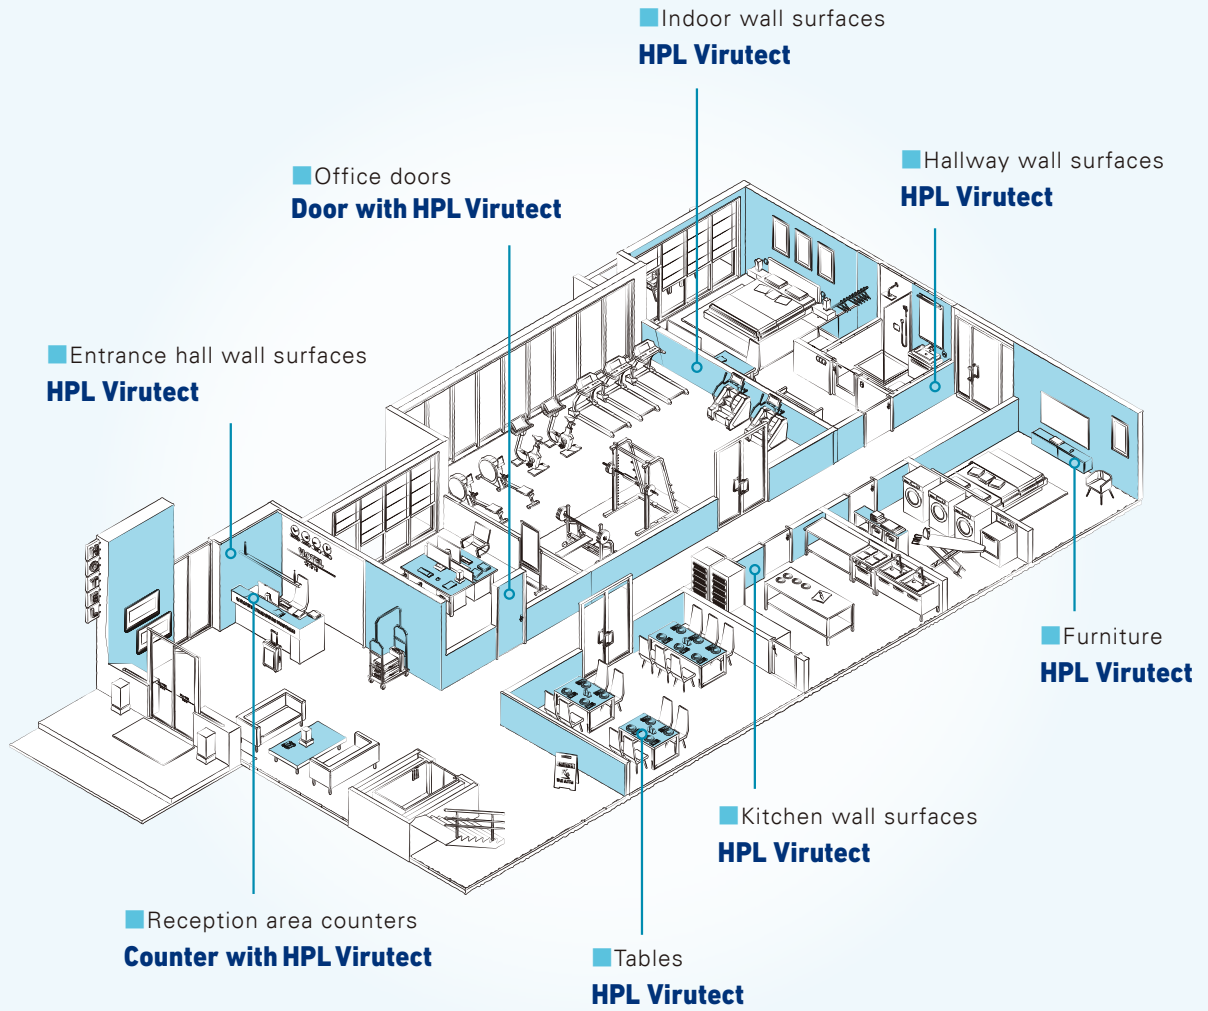 Indoor wall surfaces
HPL Virutect
Hallway wall surfaces
HPL Virutect
Office doors
Door with HPL Virutect
Entrance hall wall surfaces
HPL Virutect
Furniture
HPL Virutect
Kitchen wall surfaces
HPL Virutect
Reception area counters
Counter with HPL Virutect
Tables
HPL Virutect